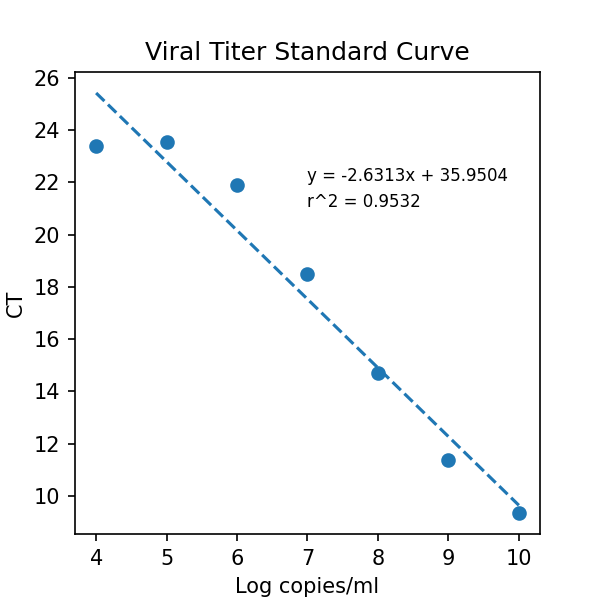 Viral Titer Standard Curve
26
24
22
20
18
16
14
12
10
CT
y = -2.6313x + 35.9504
r^2 = 0.9532
4 5 6 7 8 9 10
Log copies/ml